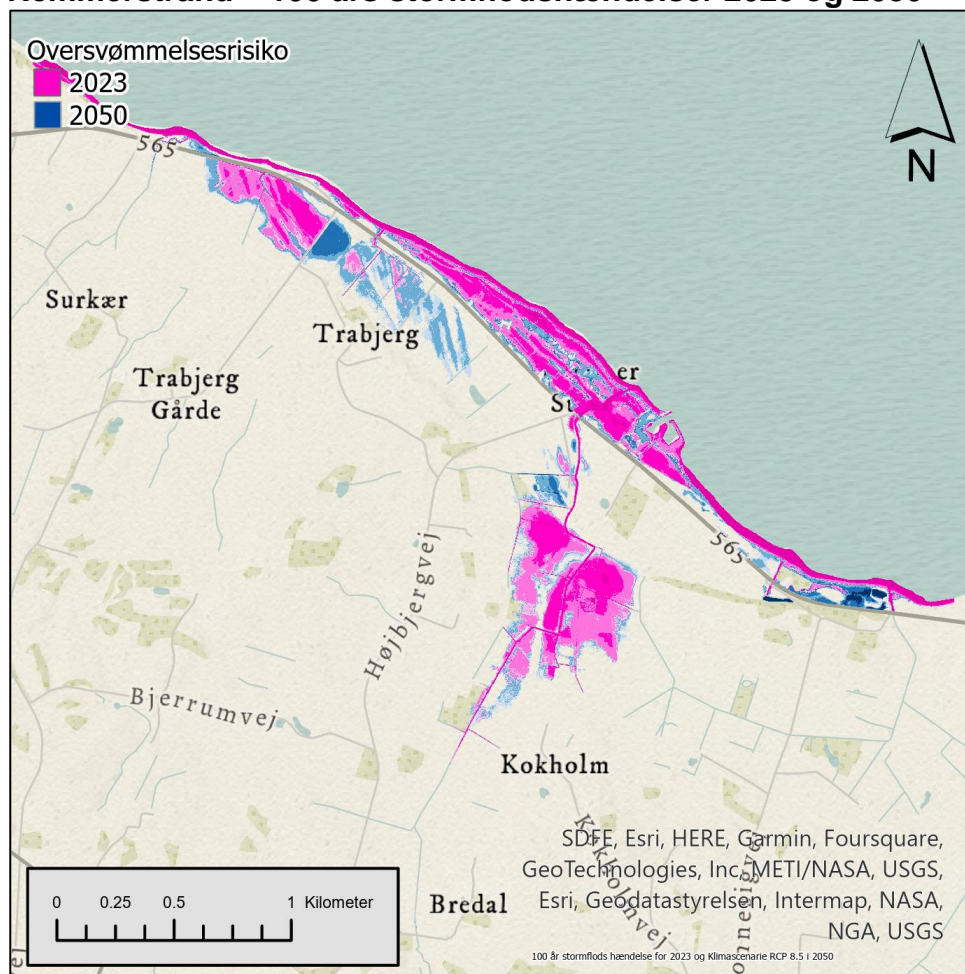 Oversvømmelsesrisiko
2023
2050
N
565
Surkær
Trabjerg
Trabjerg
Gårde
565
Højbjergvej
Bjerrumvej
Kokholm
Kokholmvej
SDFE, Esri, HERE, Garmin, Foursquare,
GeoTechnologies, Inc, METI/NASA, USGS,
Esri, Geodatastyrelsen, Intermap, NASA,
NGA, USGS
Bredal
0 0.25 0.5 1 Kilometer
100 år stormflods hændelse for 2023 og Klimascenarie RCP 8.5 i 2050